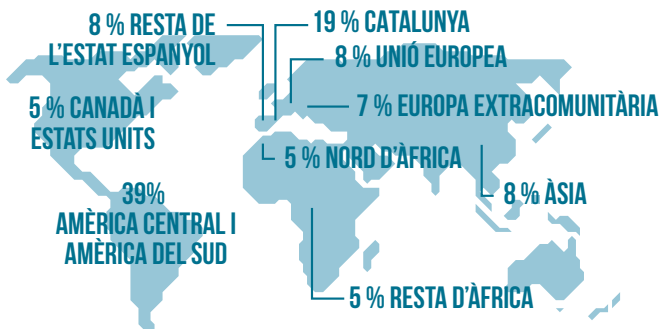 8 % RESTA DE
L'ESTAT ESPANYOL
19 % CATALUNYA
8 % UNIÓ EUROPEA
5 % CANADÀ I
ESTATS UNITS
7 % EUROPA EXTRACOMUNITÀRIA
5 % NORD D'ÀFRICA
39%
AMÈRICA CENTRAL I
AMÈRICA DEL SUD
8 % ÀSIA
5 % RESTA D'ÀFRICA